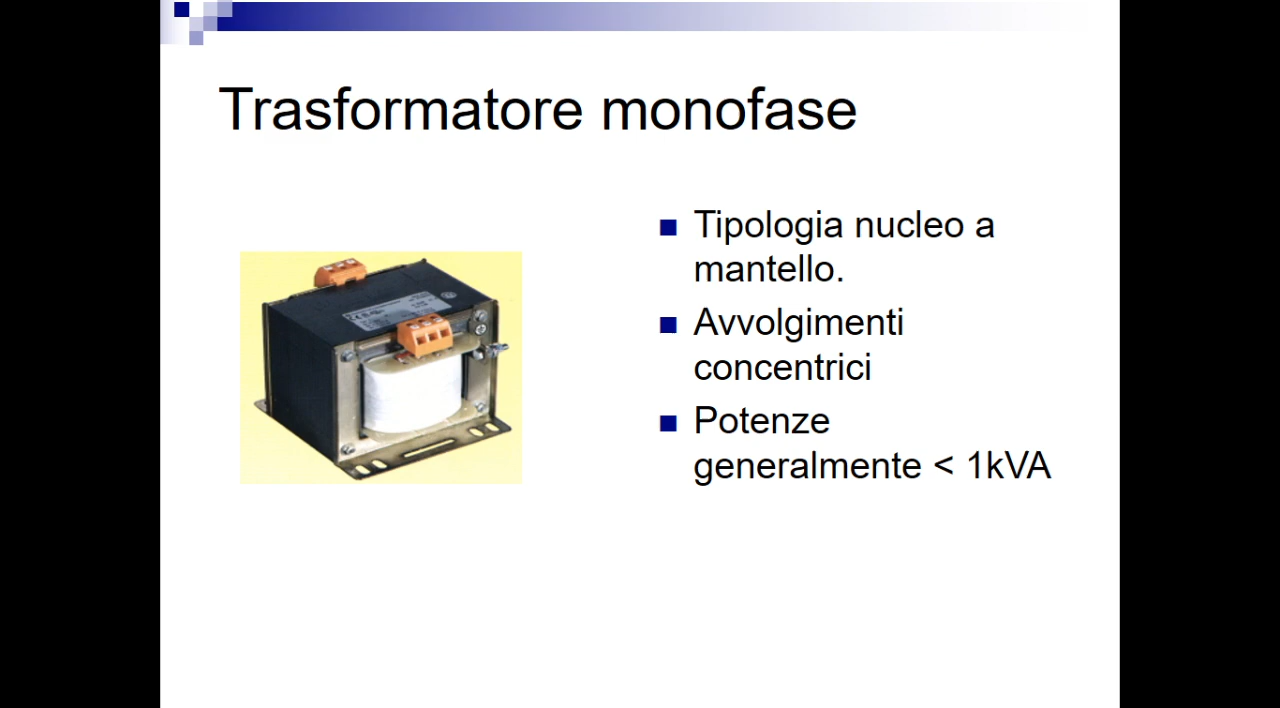 Trasformatore monofase
Tipologia nucleo a
mantello.
Avvolgimenti
concentrici
Potenze
generalmente < 1kVA